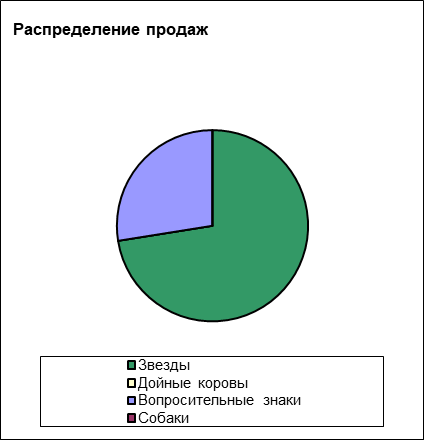 Распределение продаж
Звезды
Дойные коровы
Вопросительные знаки
Собаки